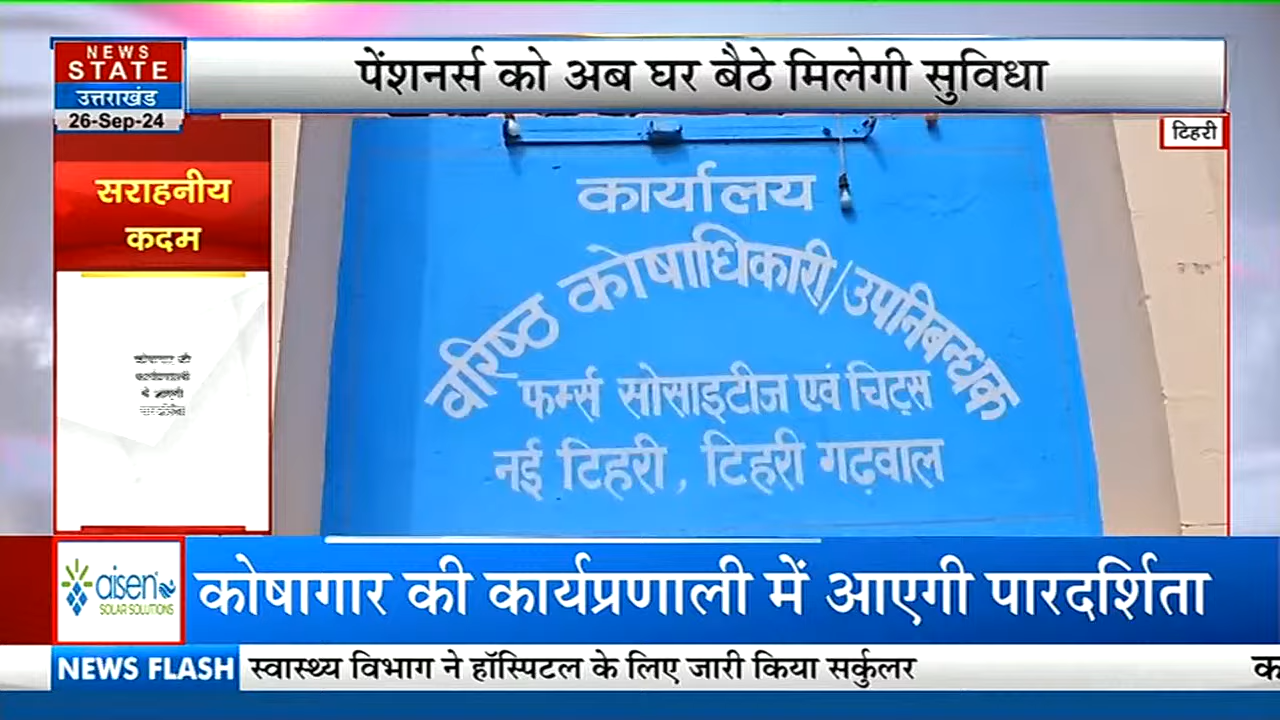 NEWS
STATE
उत्तराखंड
26-Sep-24
पेंशनर्स को अब घर बैठे मिलेगी सुविधा
टिहरी
सराहनीय
कदम
कार्यालय
वरिष्ठ कोषाधिकारी/उपनिबन्धक
फर्म्स सोसाइटीज एवं चिट्स
नई टिहरी, टिहरी गढ़वाल
aisen
SOLAR SOLUTIONS
कोषागार की कार्यप्रणाली में आएगी पारदर्शिता
NEWS FLASH
स्वास्थ्य विभाग ने हॉस्पिटल के लिए जारी किया सर्कुलर